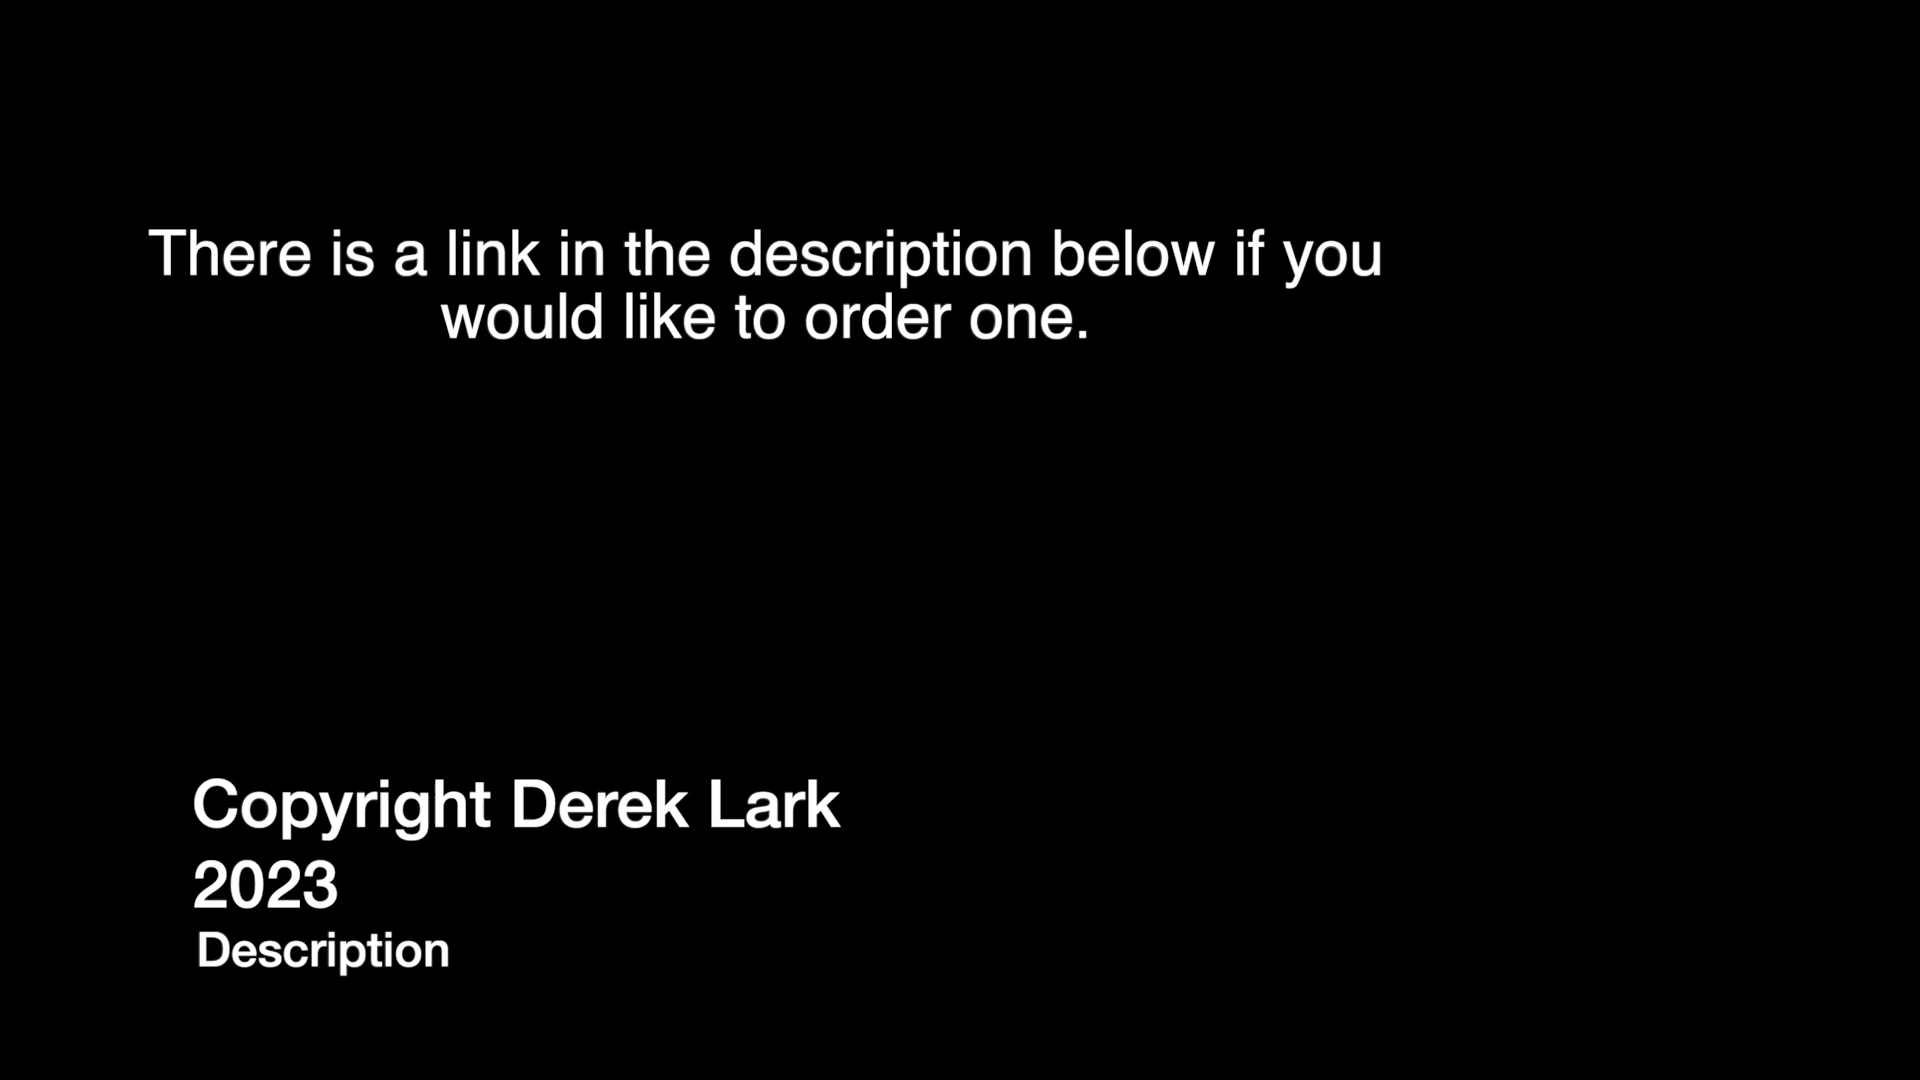 There is a link in the description below if you
would like to order one.
Copyright Derek Lark
2023
Description